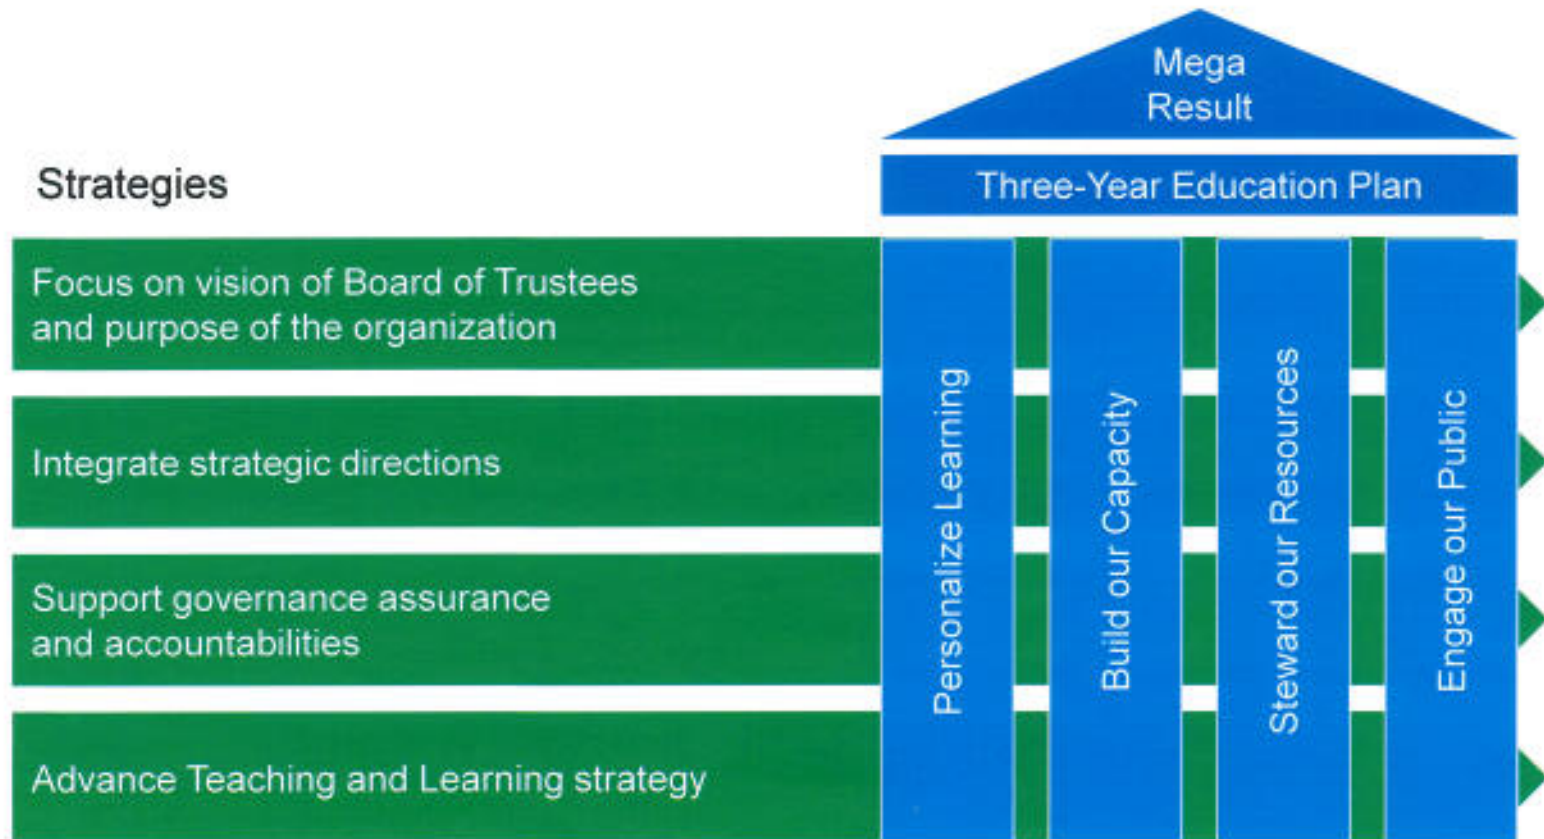 Mega
Result
Three-Year Education Plan
Strategies
Focus on vision of Board of Trustees
and purpose of the organization
Integrate strategic directions
Support governance assurance
and accountabilities
Advance Teaching and Learning strategy
Personalize Learning
Build our Capacity
Steward our Resources
Engage our Public